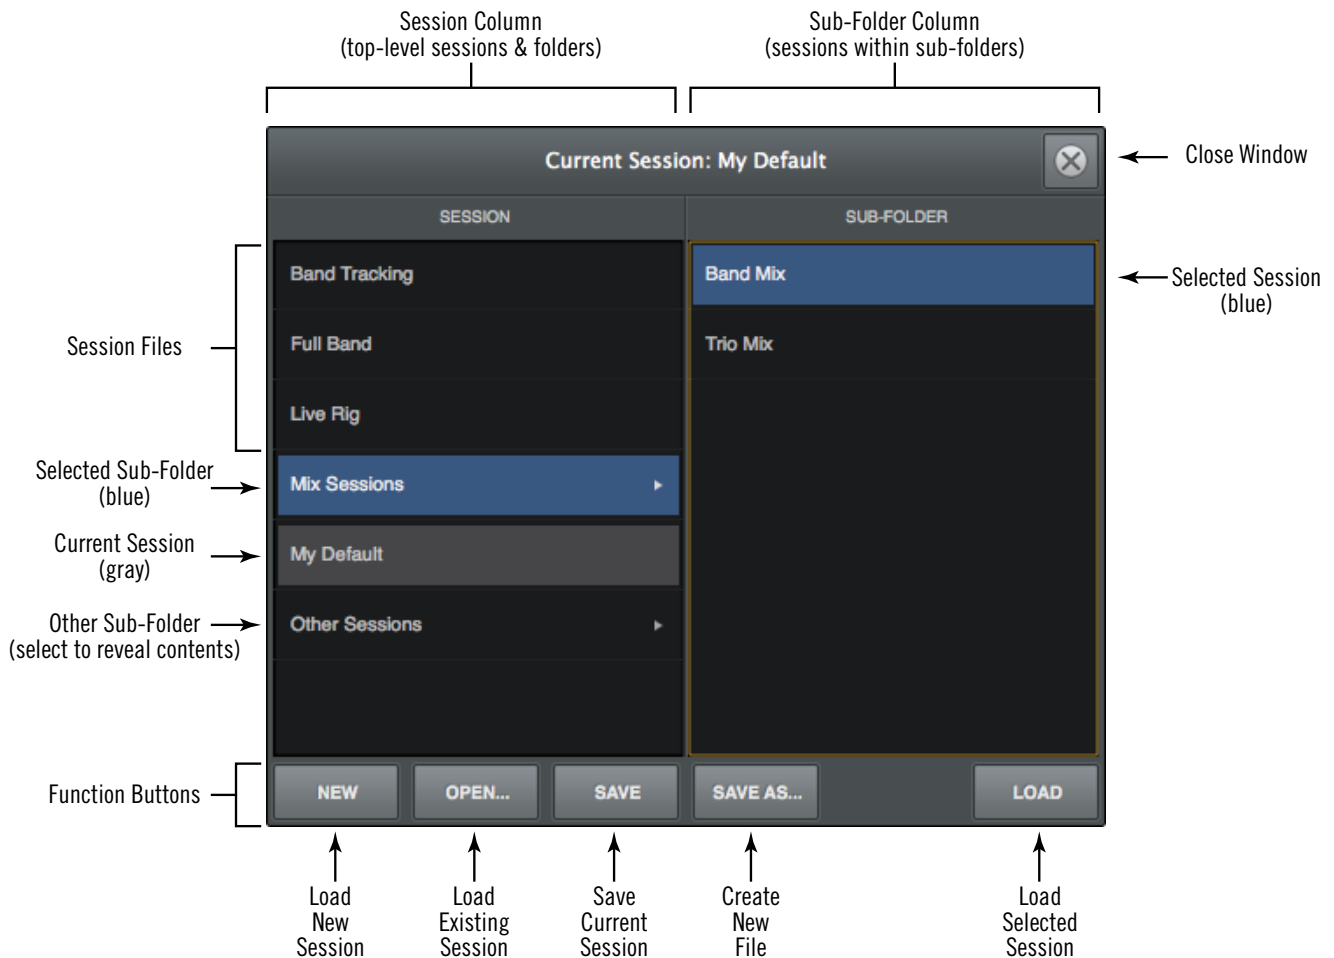 Session Column
(top-level sessions & folders)
Sub-Folder Column
(sessions within sub-folders)
Current Session: My Default
Close Window
SESSION
SUB-FOLDER
Band Tracking
Band Mix
Selected Session
(blue)
Session Files
Full Band
Trio Mix
Live Rig
Selected Sub-Folder
(blue)
Mix Sessions
Current Session
(gray)
My Default
Other Sub-Folder
(select to reveal contents)
Other Sessions
Function Buttons
NEW
OPEN...
SAVE
SAVE AS...
LOAD
Load
New
Session
Load
Existing
Session
Save
Current
Session
Create
New
File
Load
Selected
Session